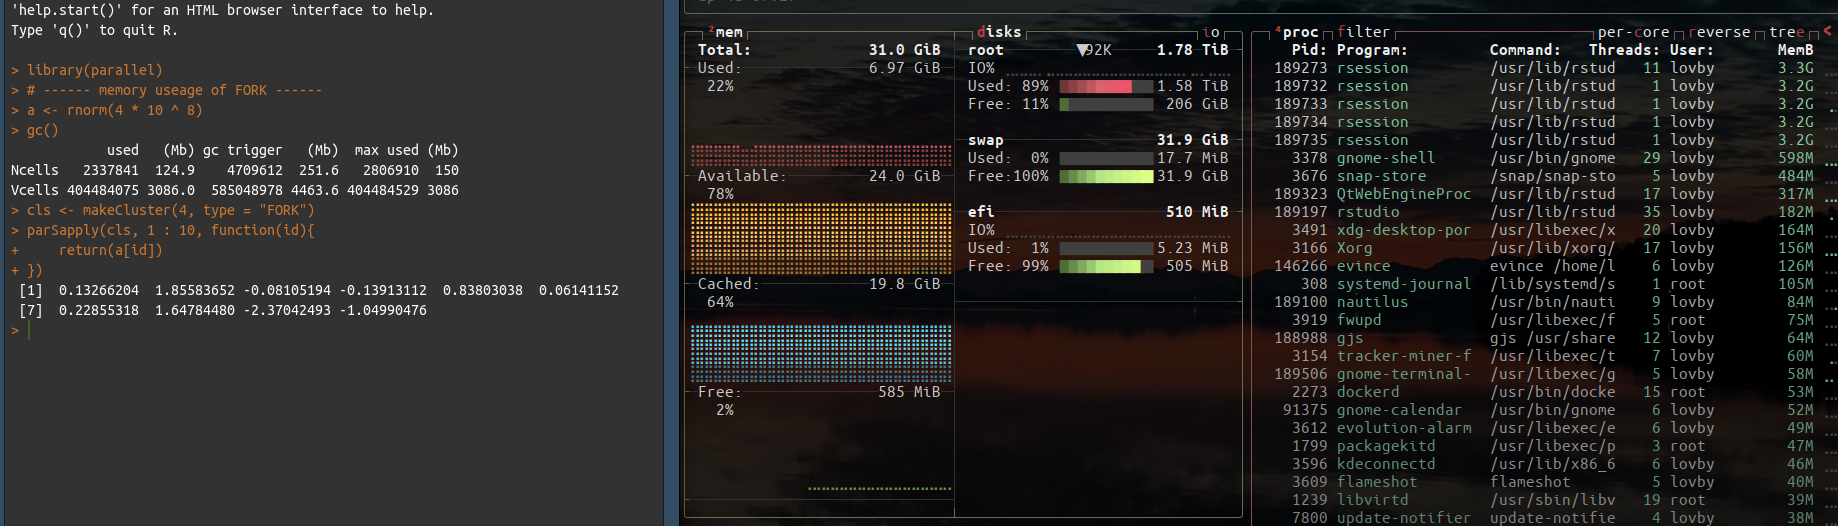 'help.start()' for an HTML browser interface to help.
Type 'q()' to quit R.
> library(parallel)
> # ------ memory useage of FORK ------
> a <- rnorm(4 * 10 ^ 8)
> gc()
used (Mb) gc trigger (Mb) max used (Mb)
Ncells 2337841 124.9 4709612 251.6 2806910 150
Vcells 404484075 3086.0 585048978 4463.6 404484529 3086
> cls <- makeCluster(4, type = "FORK")
> parSapply(cls, 1 : 10, function(id){
+ return(a[id])
+ })
[1] 0.13266204 1.85583652 -0.08105194 -0.13913112 0.83803038 0.06141152
[7] 0.22855318 1.64784480 -2.37042493 -1.04990476
>
²mem
Total: 31.0 GiB
Used: 6.97 GiB
22%
Available: 24.0 GiB
78%
Cached: 19.8 GiB
64%
Free: 585 MiB
2%
disks io
root ▼92K 1.78 TiB
IO%
Used: 89% 1.58 TiB
Free: 11% 206 GiB
swap 31.9 GiB
Used: 0% 17.7 MiB
Free:100% 31.9 GiB
efi 510 MiB
IO%
Used: 1% 5.23 MiB
Free: 99% 505 MiB
⁴proc filter per-core reverse tree <
Pid: Program: Command: Threads: User: MemB
189273 rsession /usr/lib/rstud 11 lovby 3.3G
189732 rsession /usr/lib/rstud 1 lovby 3.2G
189733 rsession /usr/lib/rstud 1 lovby 3.2G
189734 rsession /usr/lib/rstud 1 lovby 3.2G
189735 rsession /usr/lib/rstud 1 lovby 3.2G
3378 gnome-shell /usr/bin/gnome 29 lovby 598M
3676 snap-store /snap/snap-sto 5 lovby 484M
189323 QtWebEngineProc /usr/lib/rstud 17 lovby 317M
189197 rstudio /usr/lib/rstud 35 lovby 182M
3491 xdg-desktop-por /usr/libexec/x 20 lovby 164M
3166 Xorg /usr/lib/xorg/ 17 lovby 156M
146266 evince evince /home/l 6 lovby 126M
308 systemd-journal /lib/systemd/s 1 root 105M
189100 nautilus /usr/bin/nauti 9 lovby 84M
3919 fwupd /usr/libexec/f 5 root 75M
188988 gjs gjs /usr/share 12 lovby 64M
3154 tracker-miner-f /usr/libexec/t 7 lovby 60M
189506 gnome-terminal- /usr/libexec/g 5 lovby 58M
2273 dockerd /usr/bin/docke 15 root 53M
91375 gnome-calendar /usr/bin/gnome 6 lovby 52M
3612 evolution-alarm /usr/libexec/e 6 lovby 49M
1799 packagekitd /usr/libexec/p 3 root 47M
3596 kdeconnectd /usr/lib/x86_6 6 lovby 46M
3609 flameshot flameshot 5 lovby 40M
1239 libvirtd /usr/sbin/libv 19 root 39M
7800 update-notifier update-notifie 4 lovby 38M